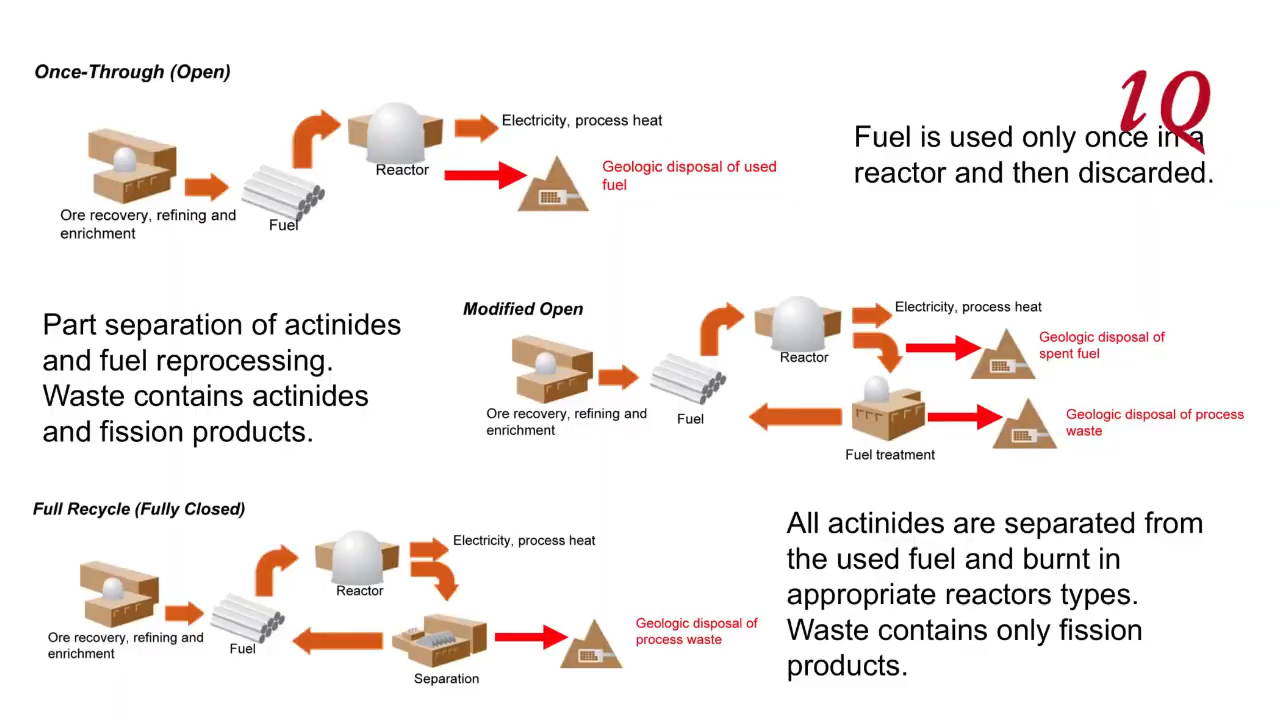 Once-Through (Open)
iQ
Electricity, process heat
Fuel is used only once in a
reactor and then discarded.
Reactor
Geologic disposal of used
fuel
Ore recovery, refining and
enrichment
Fuel
Part separation of actinides
and fuel reprocessing.
Waste contains actinides
and fission products.
Modified Open
Electricity, process heat
Reactor
Geologic disposal of
spent fuel
Ore recovery, refining and
enrichment
Fuel
Geologic disposal of process
waste
Fuel treatment
Full Recycle (Fully Closed)
Electricity, process heat
Reactor
Ore recovery, refining and
enrichment
Fuel
Geologic disposal of
process waste
Separation
All actinides are separated from
the used fuel and burnt in
appropriate reactors types.
Waste contains only fission
products.